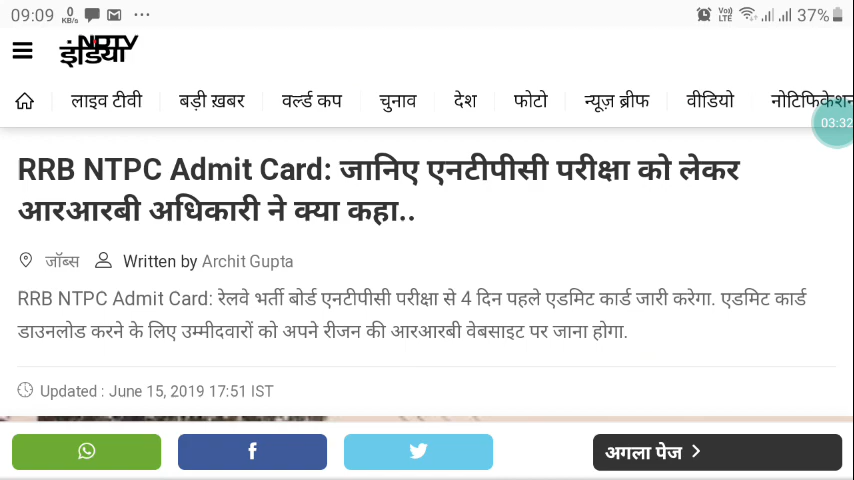 09:09 0 KB/s ... Vo) LTE 37%
NDTV
इंडिया
लाइव टीवी बड़ी ख़बर वर्ल्ड कप चुनाव देश फोटो न्यूज़ ब्रीफ वीडियो नोटिफिकेशन
03:32
RRB NTPC Admit Card: जानिए एनटीपीसी परीक्षा को लेकर
आरआरबी अधिकारी ने क्या कहा..
जॉब्स Written by Archit Gupta
RRB NTPC Admit Card: रेलवे भर्ती बोर्ड एनटीपीसी परीक्षा से 4 दिन पहले एडमिट कार्ड जारी करेगा. एडमिट कार्ड
डाउनलोड करने के लिए उम्मीदवारों को अपने रीजन की आरआरबी वेबसाइट पर जाना होगा.
Updated : June 15, 2019 17:51 IST
f अगला पेज >